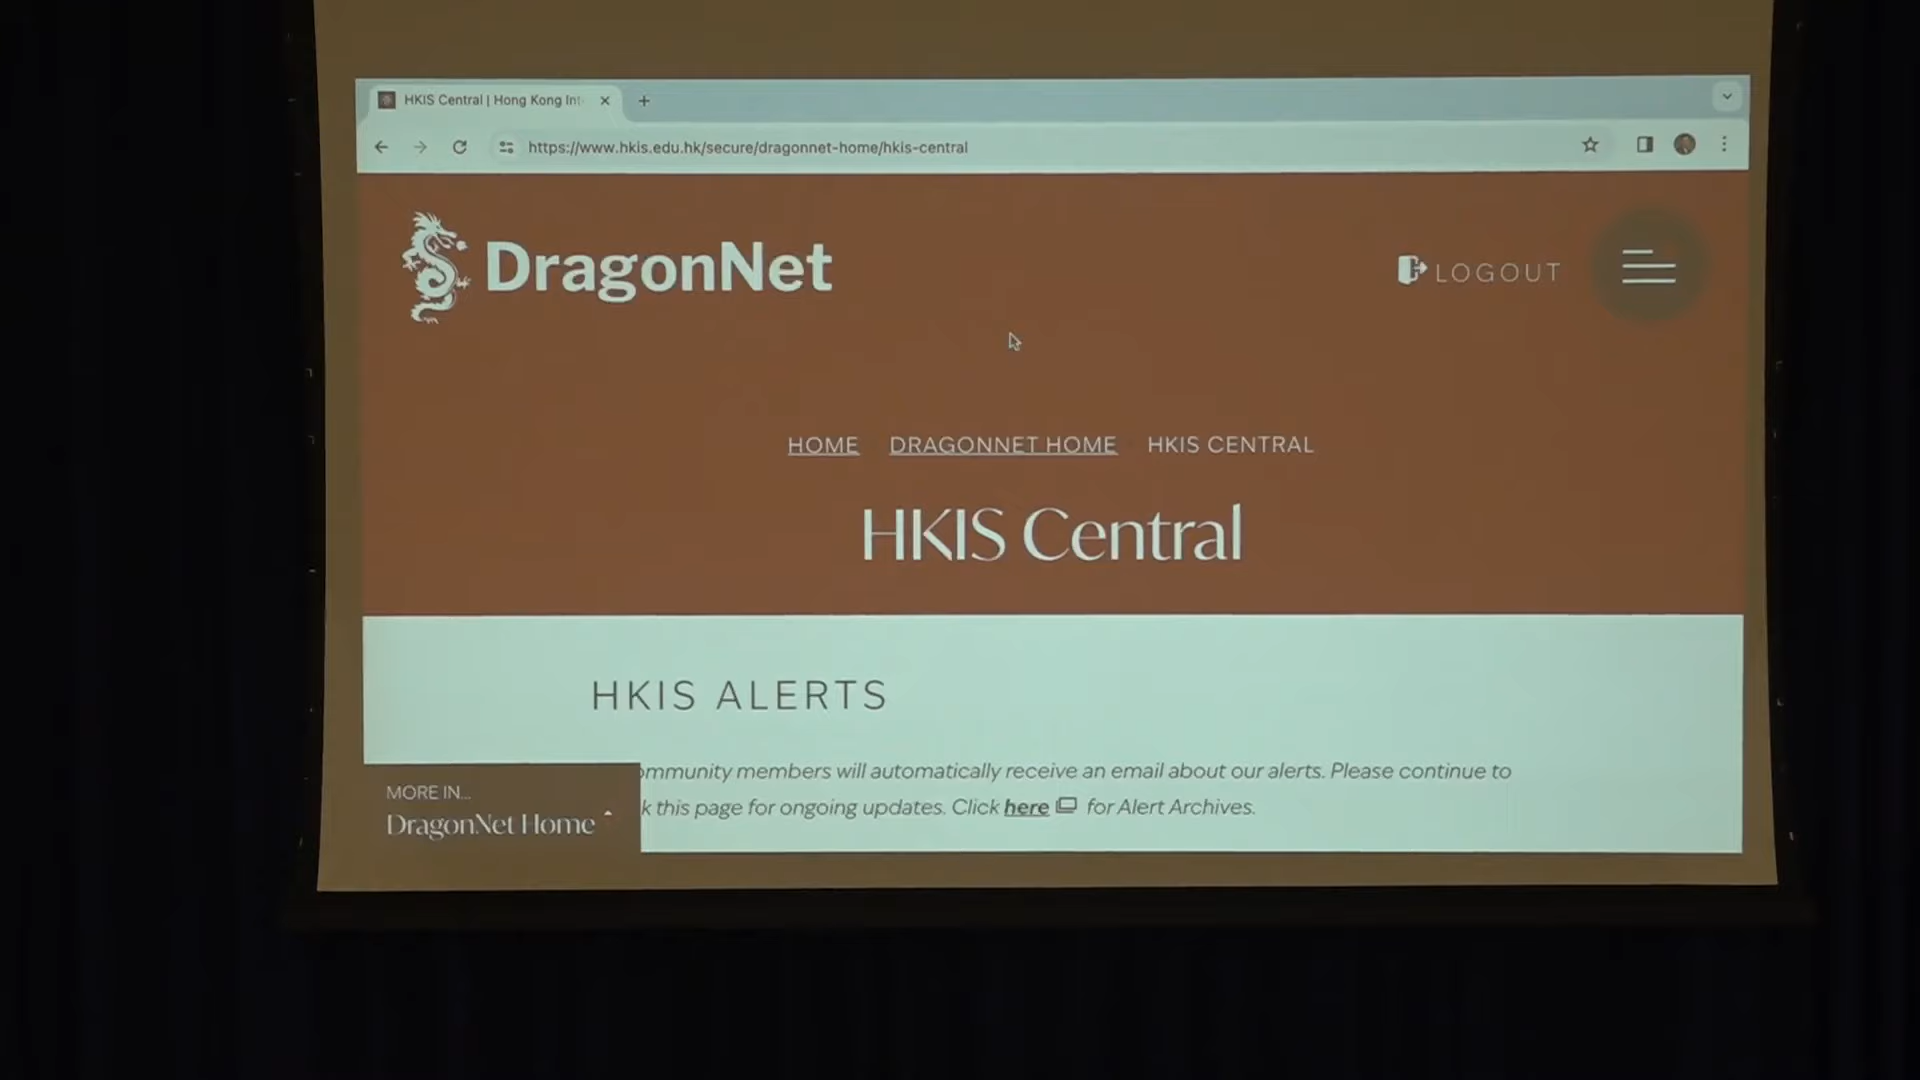 HKIS Central | Hong Kong Int
https://www.hkis.edu.hk/secure/dragonnet-home/hkis-central
DragonNet
LOGOUT
HOME DRAGONNET HOME HKIS CENTRAL
HKIS Central
HKIS ALERTS
ommunity members will automatically receive an email about our alerts. Please continue to
k this page for ongoing updates. Click here for Alert Archives.
MORE IN...
DragonNet Home